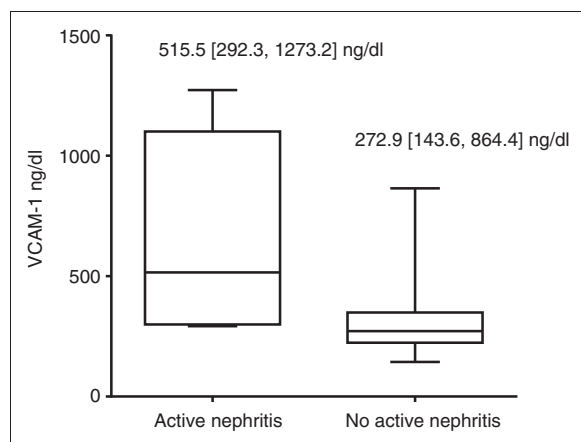 1500
515.5 [292.3, 1273.2] ng/dl
272.9 [143.6, 864.4] ng/dl
1000
VCAM-1 ng/dl
500
0
Active nephritis
No active nephritis